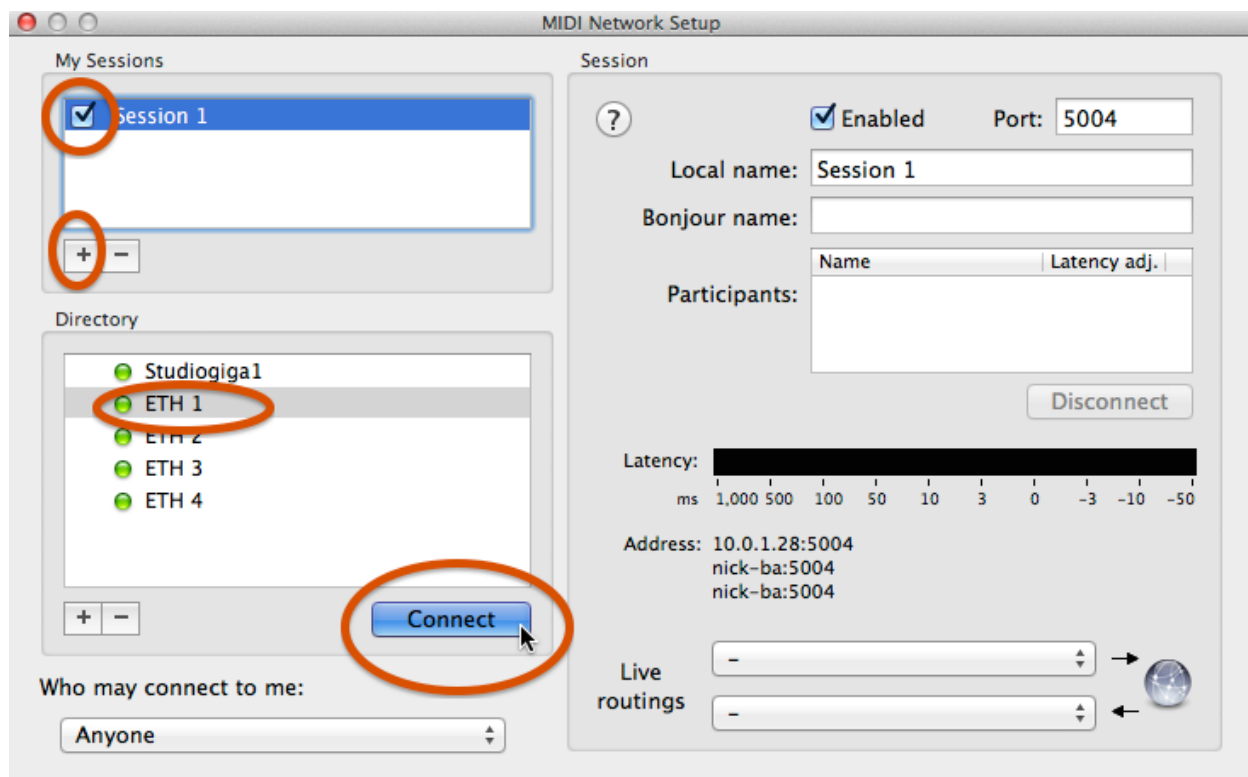 MIDI Network Setup
My Sessions
Session 1
+ −
Directory
Studiogiga1
ETH 1
ETH 2
ETH 3
ETH 4
+ −
Connect
Who may connect to me:
Anyone
Session
?
Enabled
Port: 5004
Local name: Session 1
Bonjour name:
Participants:
Name Latency adj.
Disconnect
Latency:
ms 1,000 500 100 50 10 3 0 −3 −10 −50
Address: 10.0.1.28:5004
nick-ba:5004
nick-ba:5004
Live
routings
–
–